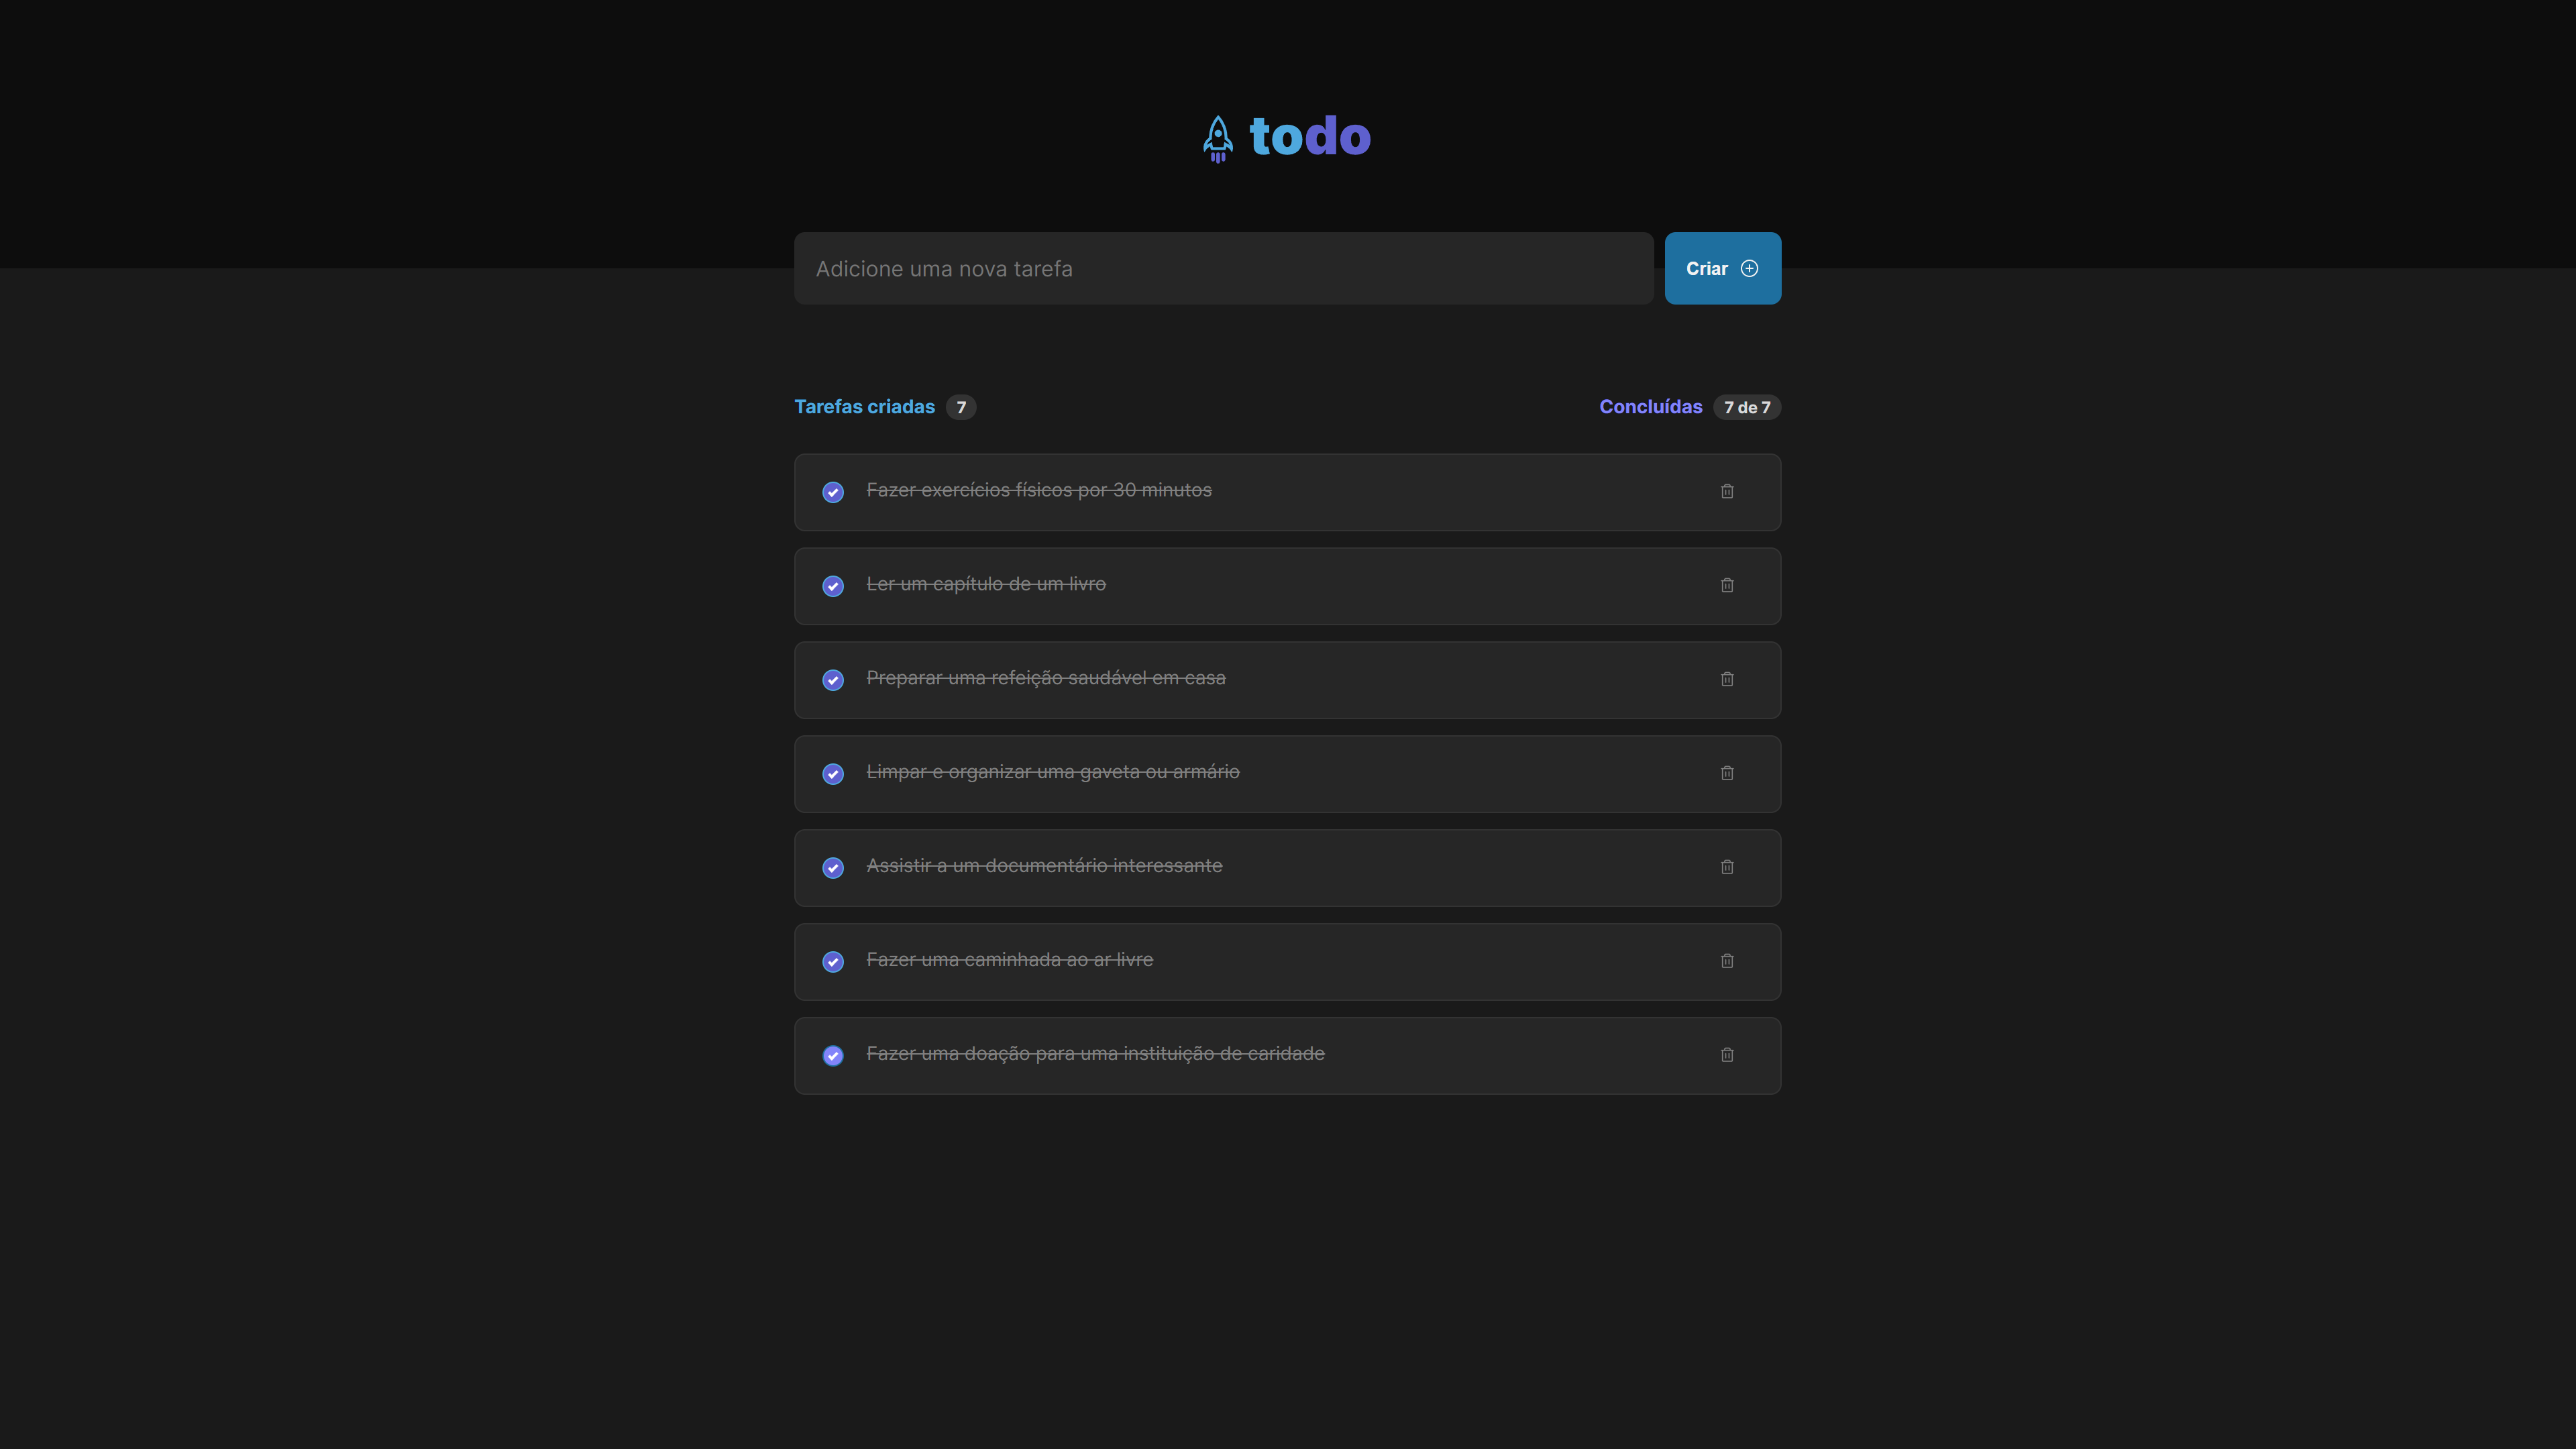 todo
Adicione uma nova tarefa
Criar
Tarefas criadas 7
Concluídas 7 de 7
Fazer exercícios físicos por 30 minutos
Ler um capítulo de um livro
Preparar uma refeição saudável em casa
Limpar e organizar uma gaveta ou armário
Assistir a um documentário interessante
Fazer uma caminhada ao ar livre
Fazer uma doação para uma instituição de caridade